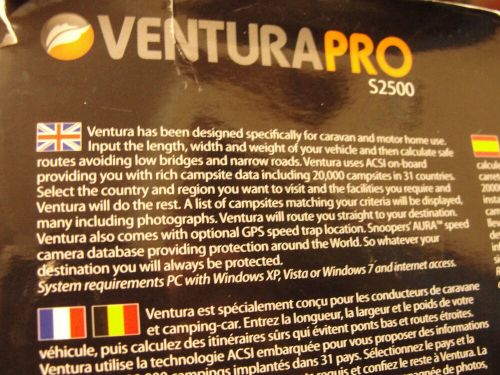 VENTURAPRO
S2500
Ventura has been designed specifically for caravan and motor home use.
Input the length, width and weight of your vehicle and then calculate safe
routes avoiding low bridges and narrow roads. Ventura uses ACSI on-board
providing you with rich campsite data including 20,000 campsites in 31 countries.
Select the country and region you want to visit and the facilities you require and
Ventura will do the rest. A list of campsites matching your criteria will be displayed,
many including photographs. Ventura will route you straight to your destination.
Ventura also comes with optional GPS speed trap location. Snoopers' AURA™ speed
camera database providing protection around the World. So whatever your
destination you will always be protected.
System requirements PC with Windows XP, Vista or Windows 7 and internet access.
Ventura est spécialement conçu pour les conducteurs de caravane
et camping-car. Entrez la longueur, la largeur et le poids de votre
véhicule, puis calculez des itinéraires sûrs qui évitent ponts bas et routes étroites.
Ventura utilise la technologie ACSI embarquée pour vous proposer des informations
campings implantés dans 31 pays. Sélectionnez le pays et la
requis et confiez le reste à Ventura. La
de photos,